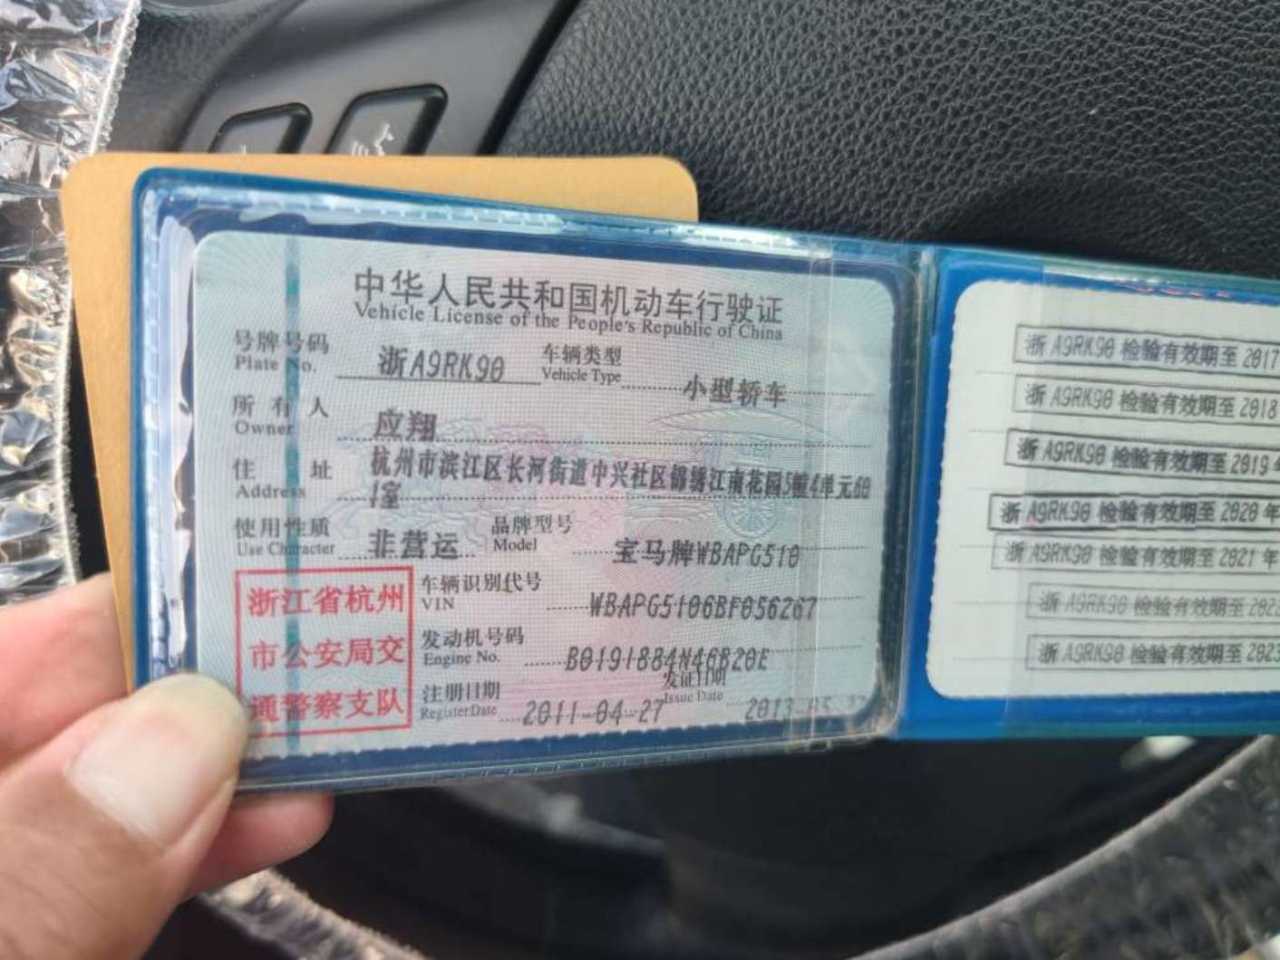 中华人民共和国机动车行驶证
Vehicle License of the People's Republic of China
号牌号码 浙A9RK90 车辆类型 小型轿车
Plate No. Vehicle Type
所有人 应翔
Owner
住址 杭州市滨江区长河街道中兴社区锦绣江南花园5幢4单元60
Address 1室
使用性质 非营运 品牌型号 宝马牌WBAPG510
Use Character Model
浙江省杭州
市公安局交
通警察支队
车辆识别代号 WBAPG5106BF056267
VIN
发动机号码 B0191884N46B20E
Engine No.
注册日期 2011-04-27 发证日期 2013-05
Register Date Issue Date
浙A9RK90检验有效期至2017
浙A9RK90检验有效期至2018
浙A9RK90检验有效期至2019年
浙A9RK90检验有效期至2020年
浙A9RK90检验有效期至2021年
浙A9RK90检验有效期至202
浙A9RK90检验有效期至2023